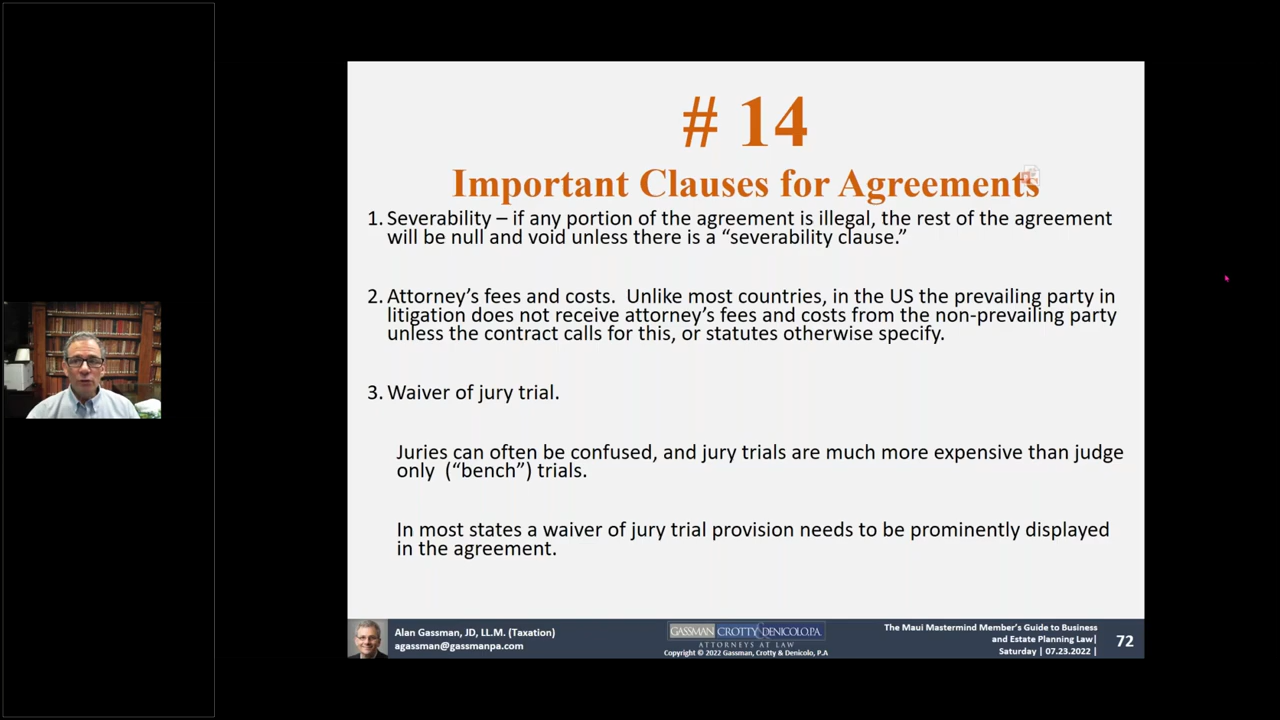 # 14
Important Clauses for Agreements
1. Severability – if any portion of the agreement is illegal, the rest of the agreement
will be null and void unless there is a “severability clause.”
2. Attorney’s fees and costs.  Unlike most countries, in the US the prevailing party in
litigation does not receive attorney’s fees and costs from the non-prevailing party
unless the contract calls for this, or statutes otherwise specify.
3. Waiver of jury trial.
Juries can often be confused, and jury trials are much more expensive than judge
only  (“bench”) trials.
In most states a waiver of jury trial provision needs to be prominently displayed
in the agreement.
Alan Gassman, JD, LL.M. (Taxation)
agassman@gassmanpa.com
GASSMAN CROTTY & DENICOLO, P.A.
ATTORNEYS AT LAW
Copyright © 2022 Gassman, Crotty & Denicolo, P.A
The Maui Mastermind Member’s Guide to Business
and Estate Planning Law|
Saturday | 07.23.2022 |
72